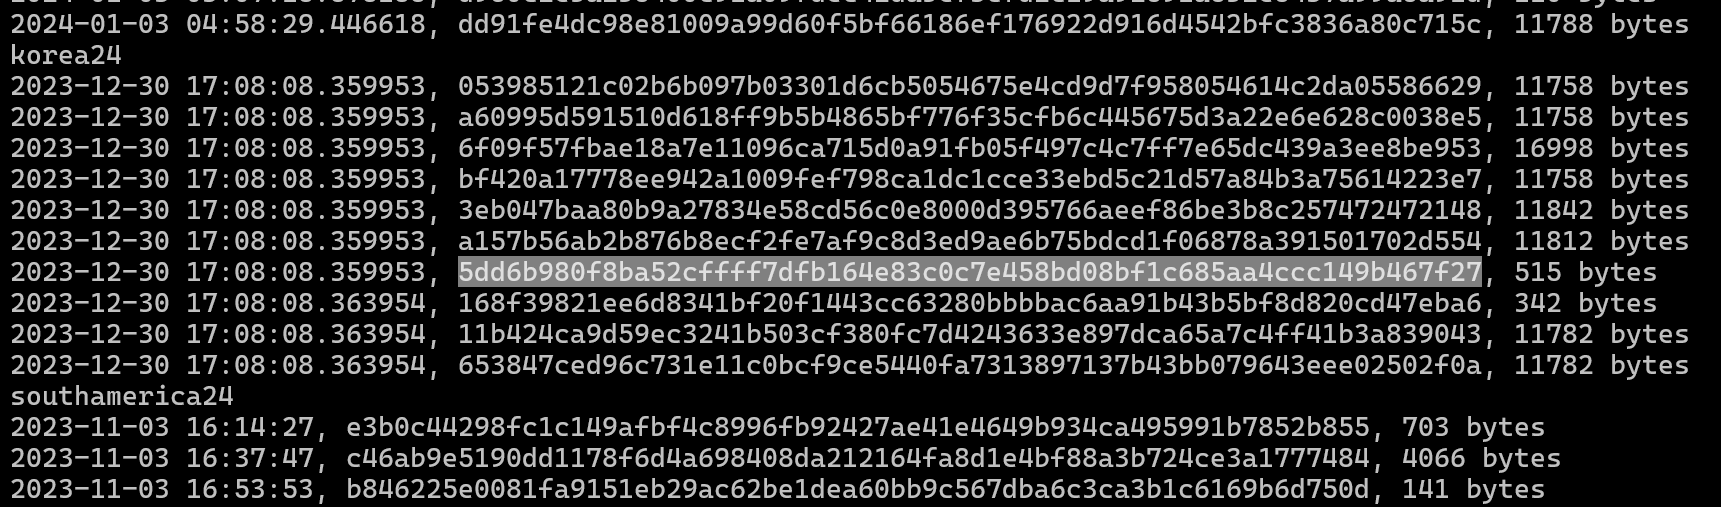 2024-01-03 04:58:29.446618, dd91fe4dc98e81009a99d60f5bf66186ef176922d916d4542bfc3836a80c715c, 11788 bytes
korea24
2023-12-30 17:08:08.359953, 053985121c02b6b097b03301d6cb5054675e4cd9d7f958054614c2da05586629, 11758 bytes
2023-12-30 17:08:08.359953, a60995d591510d618ff9b5b4865bf776f35cfb6c445675d3a22e6e628c0038e5, 11758 bytes
2023-12-30 17:08:08.359953, 6f09f57fbae18a7e11096ca715d0a91fb05f497c4c7ff7e65dc439a3ee8be953, 16998 bytes
2023-12-30 17:08:08.359953, bf420a17778ee942a1009fef798ca1dc1cce33ebd5c21d57a84b3a75614223e7, 11758 bytes
2023-12-30 17:08:08.359953, 3eb047baa80b9a27834e58cd56c0e8000d395766aeef86be3b8c257472472148, 11842 bytes
2023-12-30 17:08:08.359953, a157b56ab2b876b8ecf2fe7af9c8d3ed9ae6b75bdcd1f06878a391501702d554, 11812 bytes
2023-12-30 17:08:08.359953, 5dd6b980f8ba52cffff7dfb164e83c0c7e458bd08bf1c685aa4ccc149b467f27, 515 bytes
2023-12-30 17:08:08.363954, 168f39821ee6d8341bf20f1443cc63280bbbbac6aa91b43b5bf8d820cd47eba6, 342 bytes
2023-12-30 17:08:08.363954, 11b424ca9d59ec3241b503cf380fc7d4243633e897dca65a7c4ff41b3a839043, 11782 bytes
2023-12-30 17:08:08.363954, 653847ced96c731e11c0bcf9ce5440fa7313897137b43bb079643eee02502f0a, 11782 bytes
southamerica24
2023-11-03 16:14:27, e3b0c44298fc1c149afbf4c8996fb92427ae41e4649b934ca495991b7852b855, 703 bytes
2023-11-03 16:37:47, c46ab9e5190dd1178f6d4a698408da212164fa8d1e4bf88a3b724ce3a1777484, 4066 bytes
2023-11-03 16:53:53, b846225e0081fa9151eb29ac62be1dea60bb9c567dba6c3ca3b1c6169b6d750d, 141 bytes